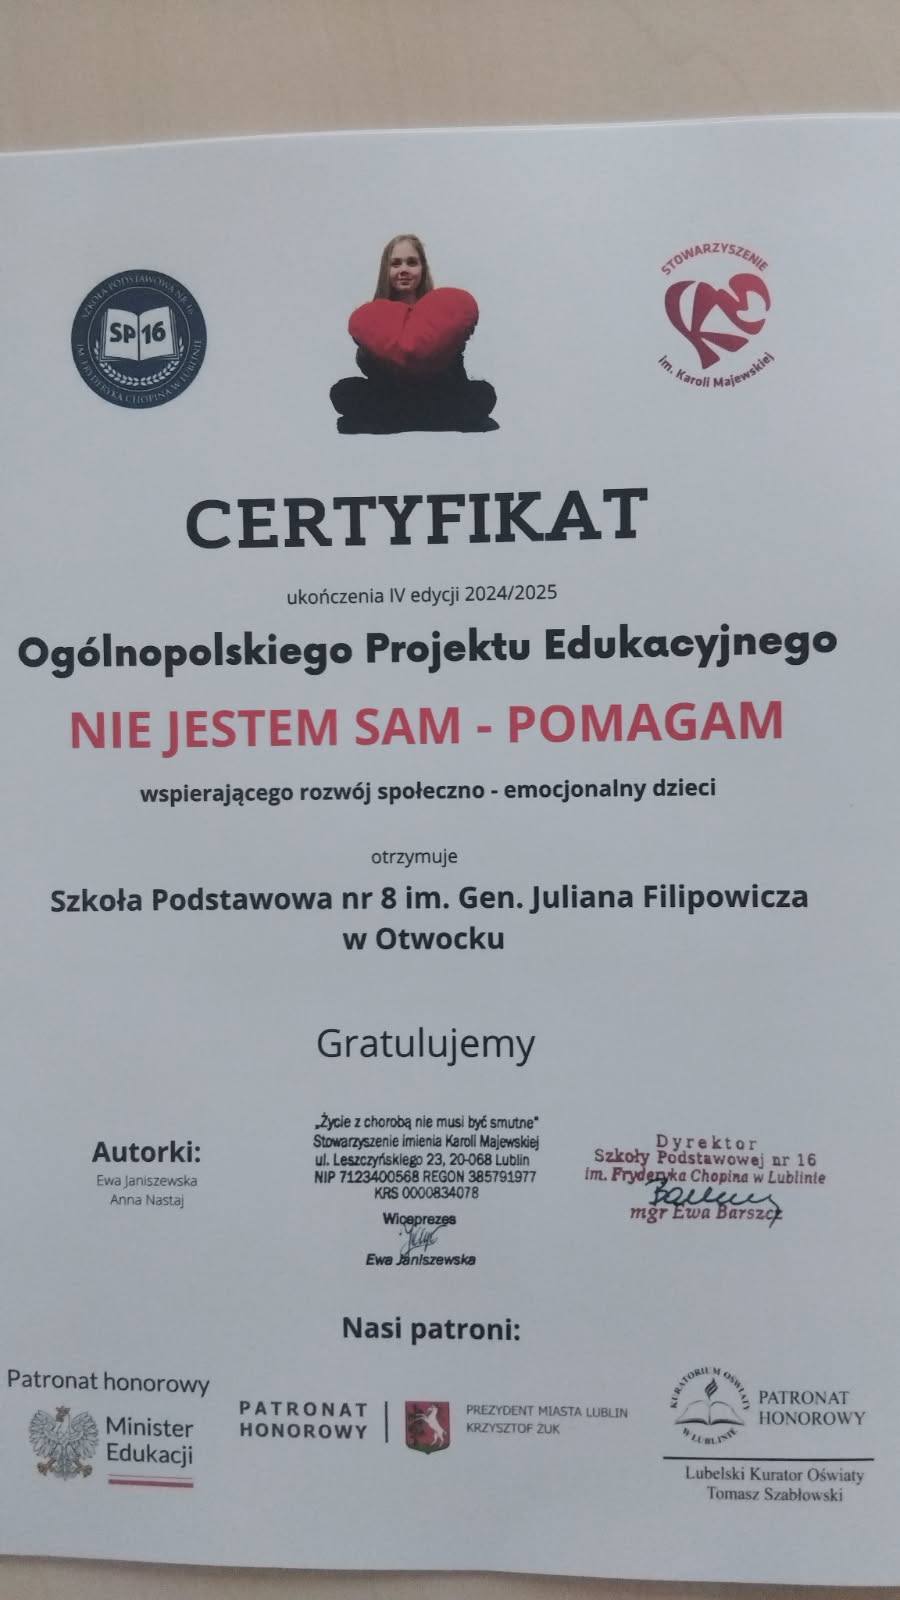 SZKOŁA PODSTAWOWA NR 16
SP 16
IM. FRYDERYKA CHOPINA W LUBLINIE
STOWARZYSZENIE
im. Karoli Majewskiej
CERTYFIKAT
ukończenia IV edycji 2024/2025
Ogólnopolskiego Projektu Edukacyjnego
NIE JESTEM SAM - POMAGAM
wspierającego rozwój społeczno - emocjonalny dzieci
otrzymuje
Szkoła Podstawowa nr 8 im. Gen. Juliana Filipowicza
w Otwocku
Gratulujemy
Autorki:
Ewa Janiszewska
Anna Nastaj
„Życie z chorobą nie musi być smutne"
Stowarzyszenie imienia Karoli Majewskiej
ul. Leszczyńskiego 23, 20-068 Lublin
NIP 7123400568 REGON 385791977
KRS 0000834078
Wiceprezes
Ewa Janiszewska
Dyrektor
Szkoły Podstawowej nr 16
im. Fryderyka Chopina w Lublinie
mgr Ewa Barszcz
Nasi patroni:
Patronat honorowy
Minister
Edukacji
PATRONAT
HONOROWY
PREZYDENT MIASTA LUBLIN
KRZYSZTOF ŻUK
KURATORIUM OŚWIATY
W LUBLINIE
PATRONAT
HONOROWY
Lubelski Kurator Oświaty
Tomasz Szabłowski